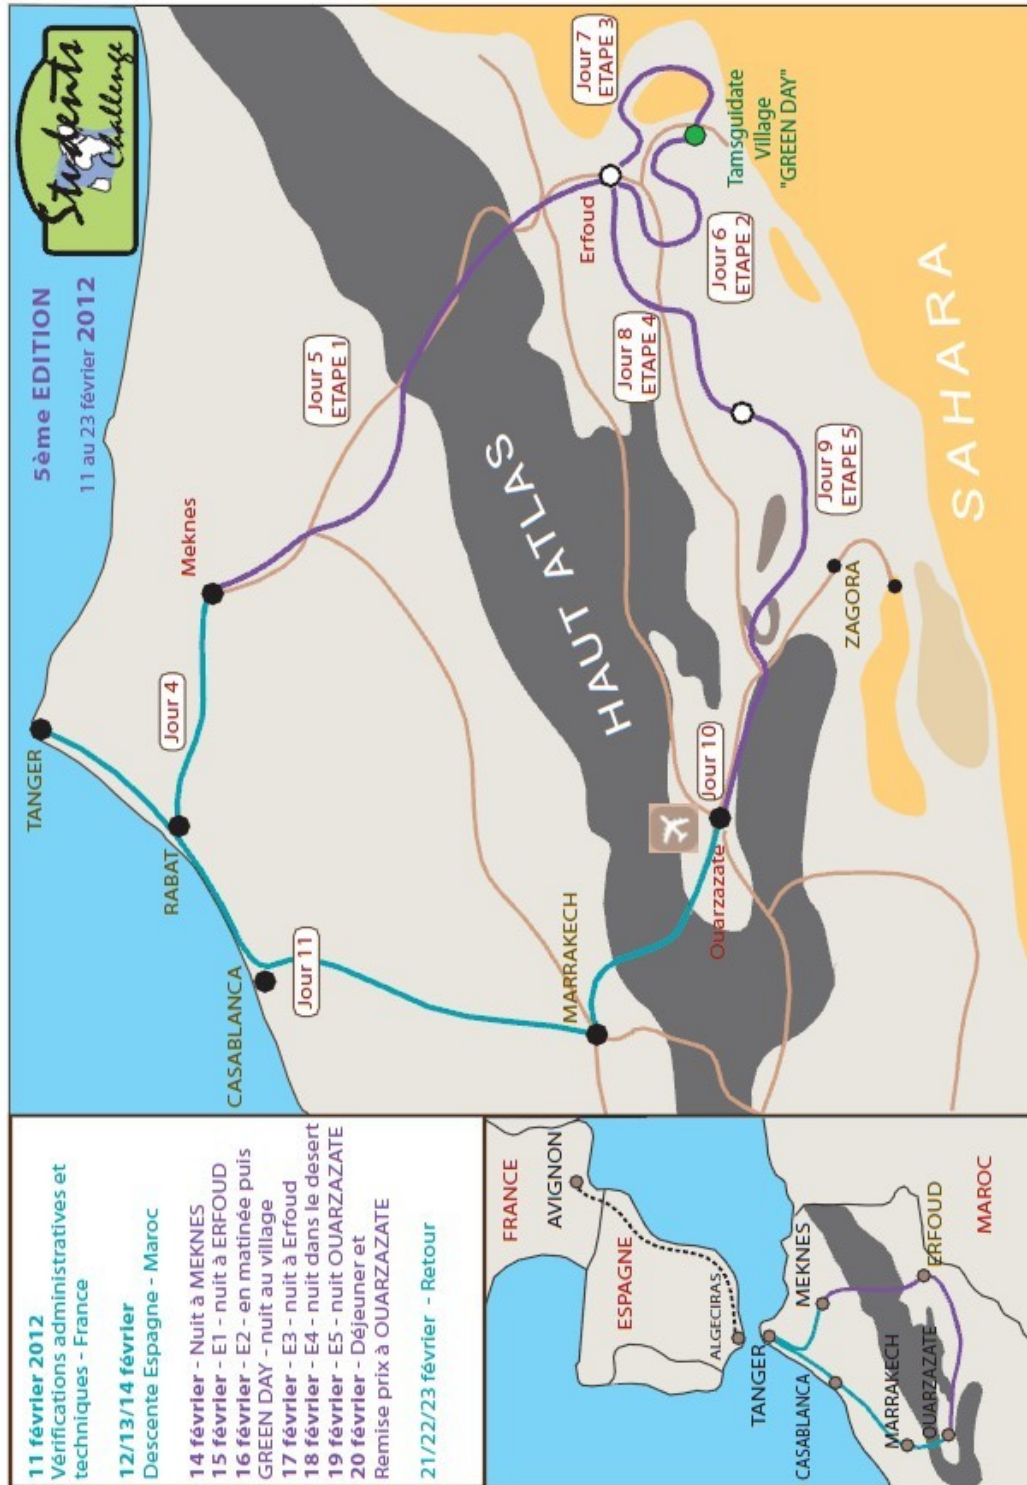 5ème EDITION
11 au 23 février 2012
Students
Challenge
TANGER
RABAT
CASABLANCA
MARRAKECH
Meknes
Ouarzazate
Erfoud
ZAGORA
HAUT ATLAS
SAHARA
Jour 4
Jour 5
ETAPE 1
Jour 6
ETAPE 2
Jour 7
ETAPE 3
Jour 8
ETAPE 4
Jour 9
ETAPE 5
Jour 10
Jour 11
Tamsguidate
Village
"GREEN DAY"
11 février 2012
Vérifications administratives et
techniques - France
12/13/14 février
Descente Espagne - Maroc
14 février - Nuit à MEKNES
15 février - E1 - nuit à ERFOUD
16 février - E2 - en matinée puis
GREEN DAY - nuit au village
17 février - E3 - nuit à Erfoud
18 février - E4 - nuit dans le desert
19 février - E5 - nuit OUARZAZATE
20 février - Déjeuner et
Remise prix à OUARZAZATE
21/22/23 février - Retour
FRANCE
AVIGNON
ESPAGNE
ALGECIRAS
TANGER
MEKNES
CASABLANCA
MARRAKECH
OUARZAZATE
ERFOUD
MAROC